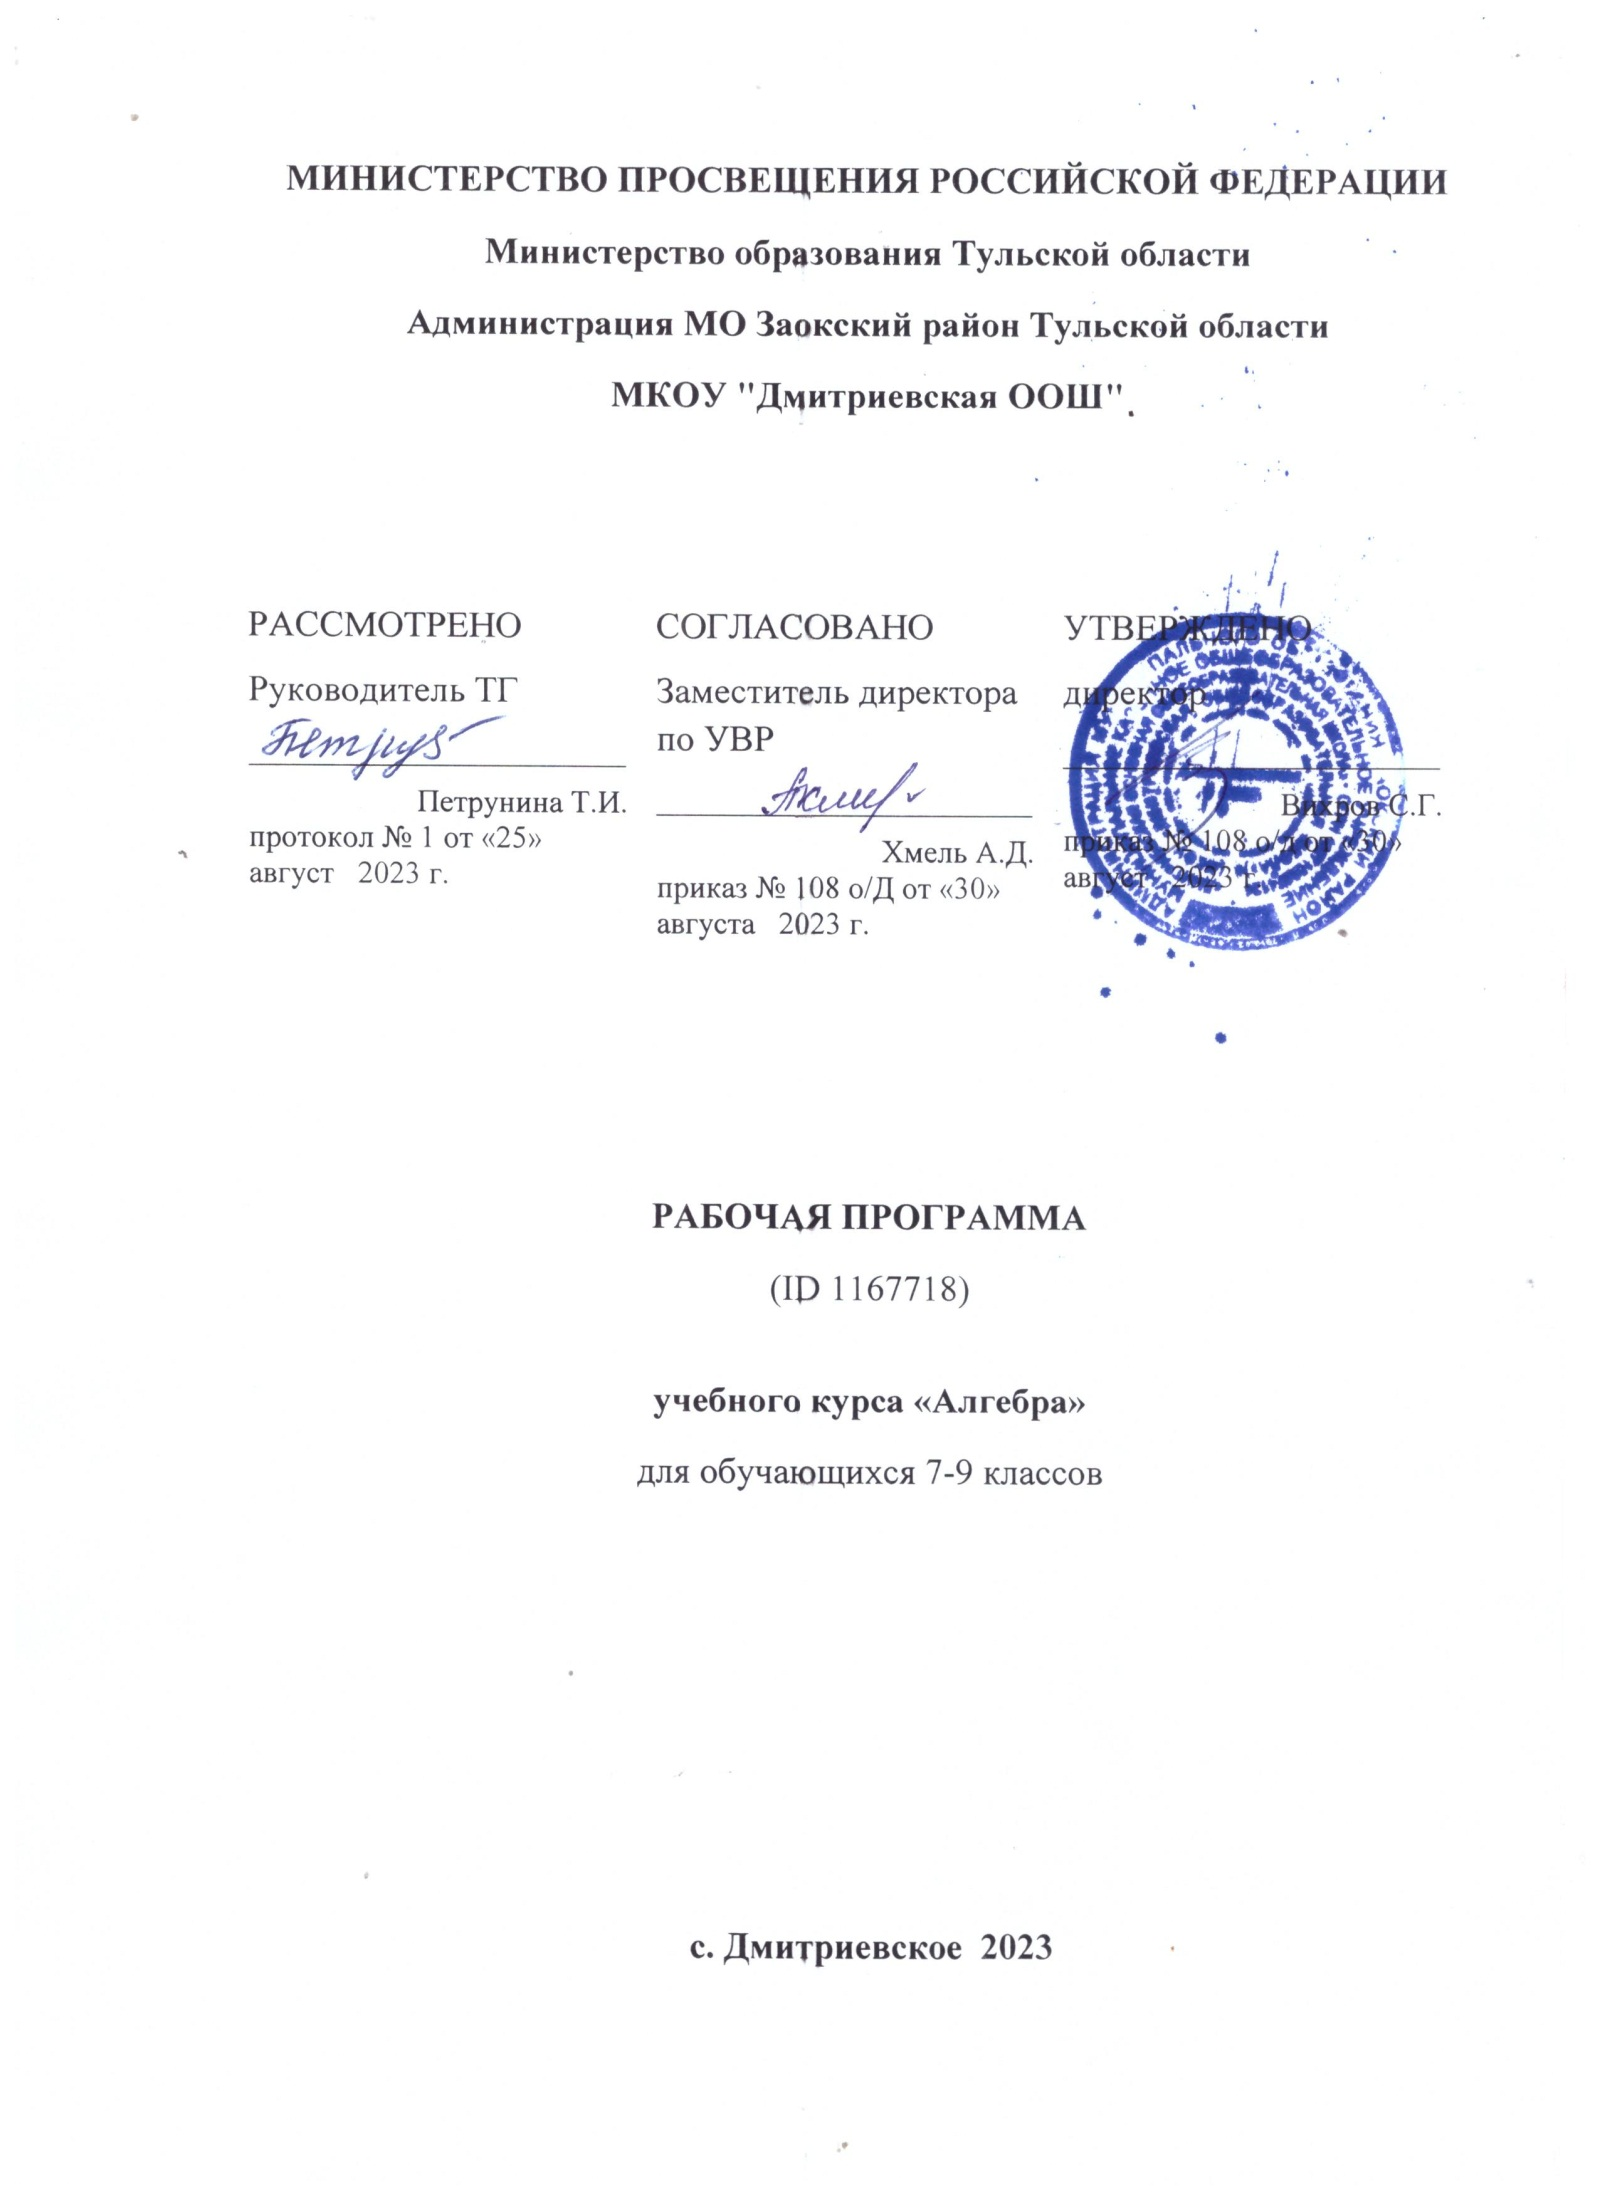 МИНИСТЕРСТВО ПРОСВЕЩЕНИЯ РОССИЙСКОЙ ФЕДЕРАЦИИ
Министерство образования Тульской области
Администрация МО Заокский район Тульской области
МКОУ "Дмитриевская ООШ"
РАССМОТРЕНО
Руководитель ТГ
Петрунина Т.И.
протокол № 1 от «25»
август 2023 г.
СОГЛАСОВАНО
Заместитель директора
по УВР
Хмель А.Д.
приказ № 108 о/Д от «30»
августа 2023 г.
УТВЕРЖДЕНО
директор
Вихров С.Г.
приказ № 108 о/д от «30»
август 2023 г.
РАБОЧАЯ ПРОГРАММА
(ID 1167718)
учебного курса «Алгебра»
для обучающихся 7-9 классов
с. Дмитриевское 2023